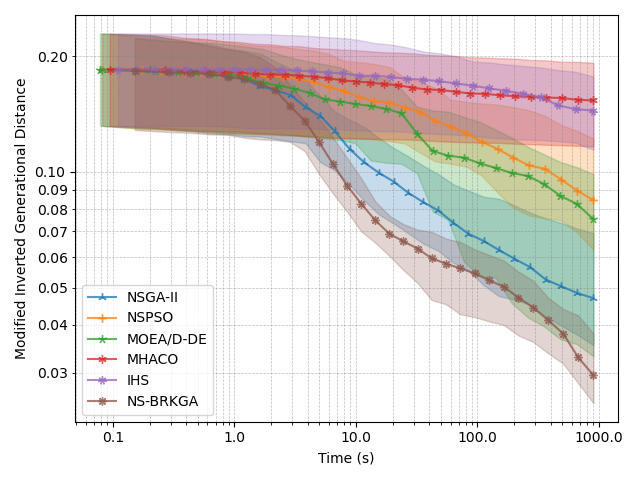 0.20
0.10
0.09
0.08
0.07
0.06
0.05
0.04
0.03
Modified Inverted Generational Distance
NSGA-II
NSPSO
MOEA/D-DE
MHACO
IHS
NS-BRKGA
0.1 1.0 10.0 100.0 1000.0
Time (s)